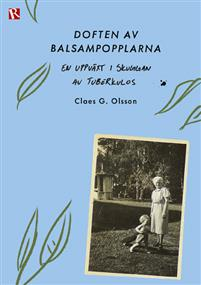 R
DOFTEN AV
BALSAMPOPPLARNA
EN UPPVÄXT I SKUGGAN
AV TUBERKULOS
Claes G. Olsson